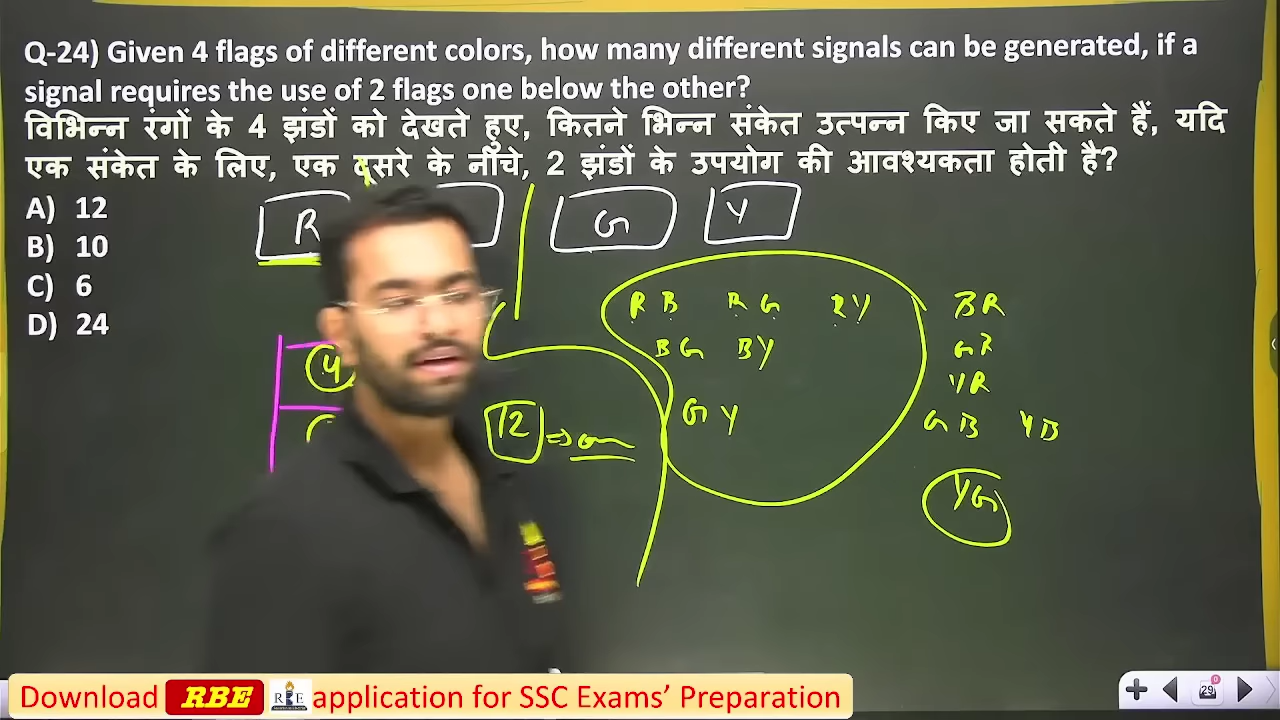 Q-24) Given 4 flags of different colors, how many different signals can be generated, if a
signal requires the use of 2 flags one below the other?
विभिन्न रंगों के 4 झंडों को देखते हुए, कितने भिन्न संकेत उत्पन्न किए जा सकते हैं, यदि
एक संकेत के लिए, एक दूसरे के नीचे, 2 झंडों के उपयोग की आवश्यकता होती है?
A) 12
B) 10
C) 6
D) 24
R G Y
RB RG RY BR
BG BY GR
4 YR
12 GY GB YB
YG
Download RBE RBE application for SSC Exams' Preparation
29